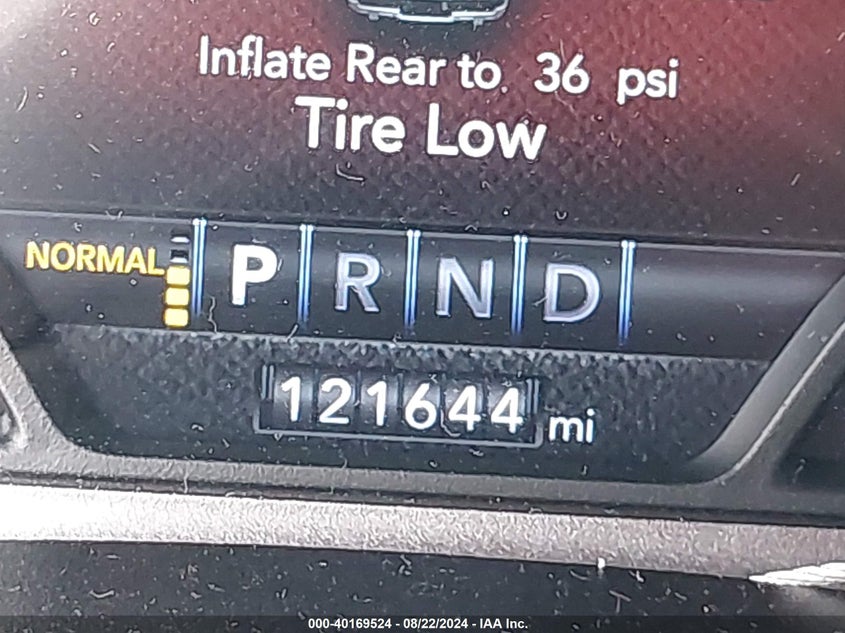 Inflate Rear to 36 psi
Tire Low
NORMAL P R N D
121644 mi
000-40169524 - 08/22/2024 - IAA Inc.